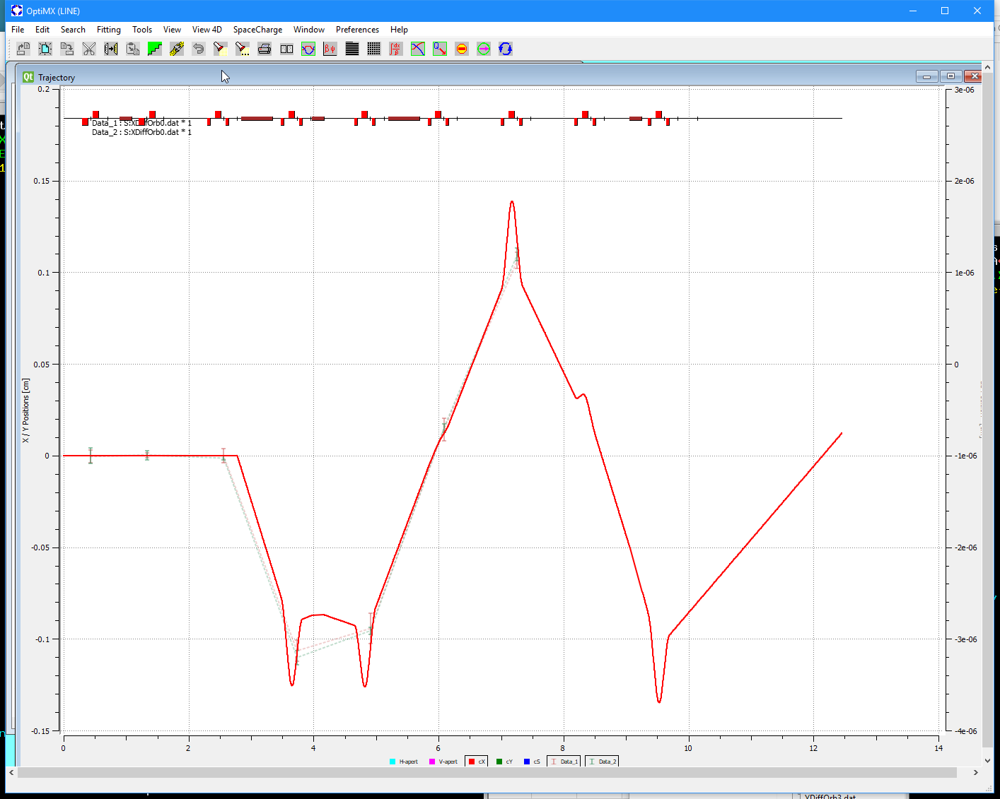 OptiMX (LINE)
File Edit Search Fitting Tools View View 4D SpaceCharge Window Preferences Help
Qt Trajectory
0.2
3e-06
Data_1 : S:XDiffOrb0.dat * 1
Data_2 : S:XDiffOrb0.dat * 1
0.15
2e-06
0.1
1e-06
0.05
0
X / Y Positions [cm]
0
-1e-06
-0.05
-2e-06
-0.1
-3e-06
-0.15
-4e-06
0 2 4 6 8 10 12 14
H-apert V-apert cX cY cS Data_1 Data_2
YDiffOrb3.dat